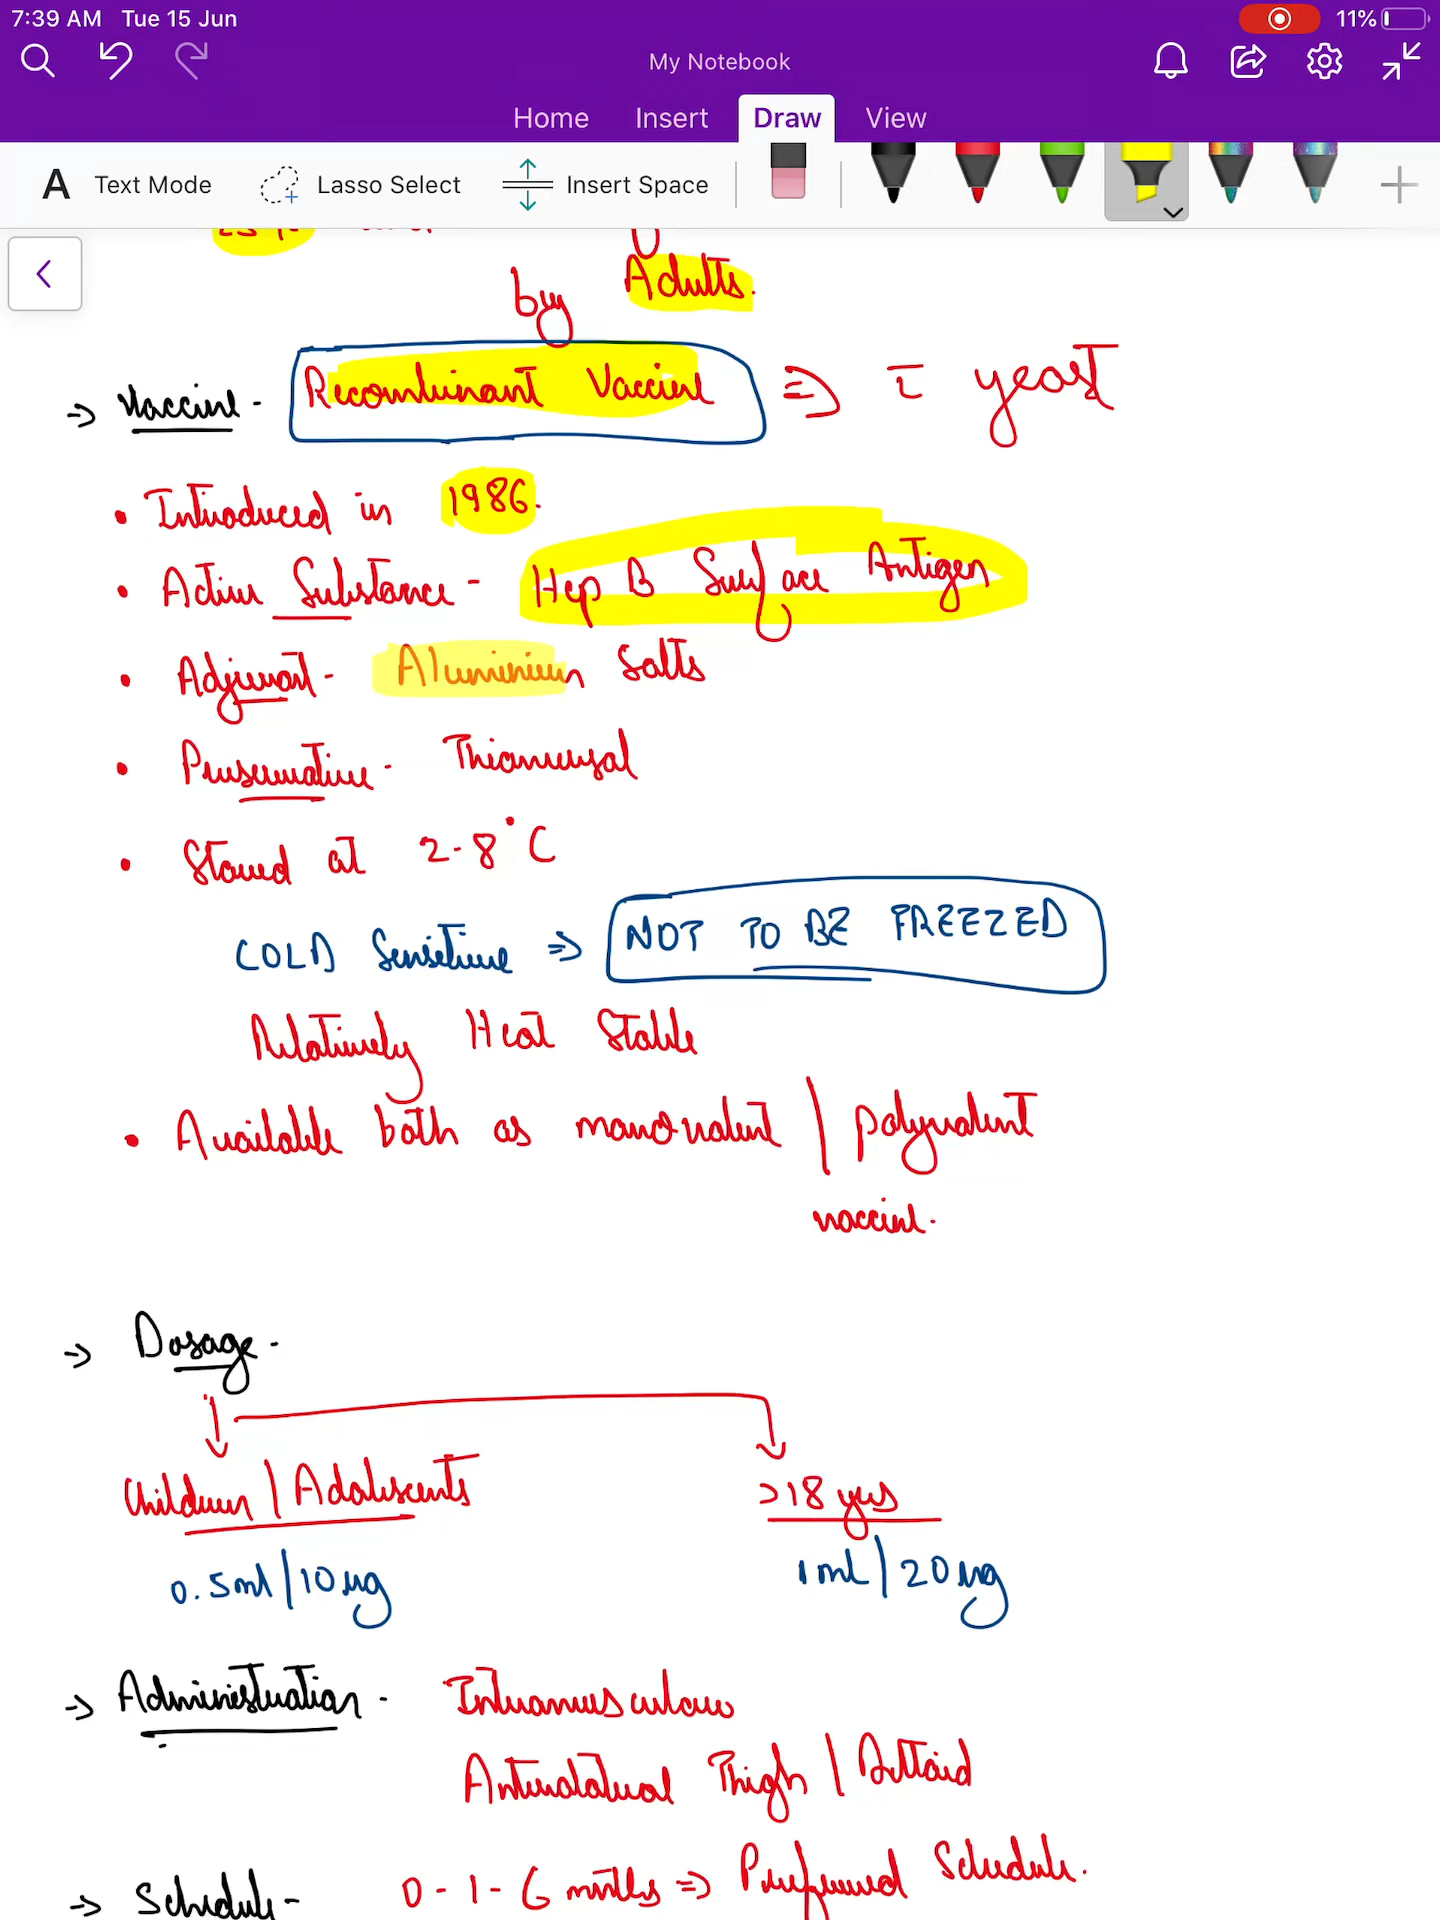 7:39 AM Tue 15 Jun
11%
My Notebook
Home Insert Draw View
A Text Mode Lasso Select Insert Space
by Adults.
→ Vaccine - Recombinant Vaccine ⇒ c̄ yeast
• Introduced in 1986.
• Active Substance - Hep B Surface Antigen
• Adjuvant - Aluminium Salts
• Preservative - Thiomersal
• Stored at 2-8°C
COLD Sensitive ⇒ NOT TO BE FREEZED
Relatively Heat Stable
• Available both as monovalent / polyvalent
vaccine.
→ Dosage -
Children / Adolescents >18 yrs
0.5ml / 10 µg 1ml / 20 µg
→ Administration - Intramuscular
Anterolateral Thigh / Deltoid
→ Schedule - 0-1-6 months ⇒ Preferred Schedule.